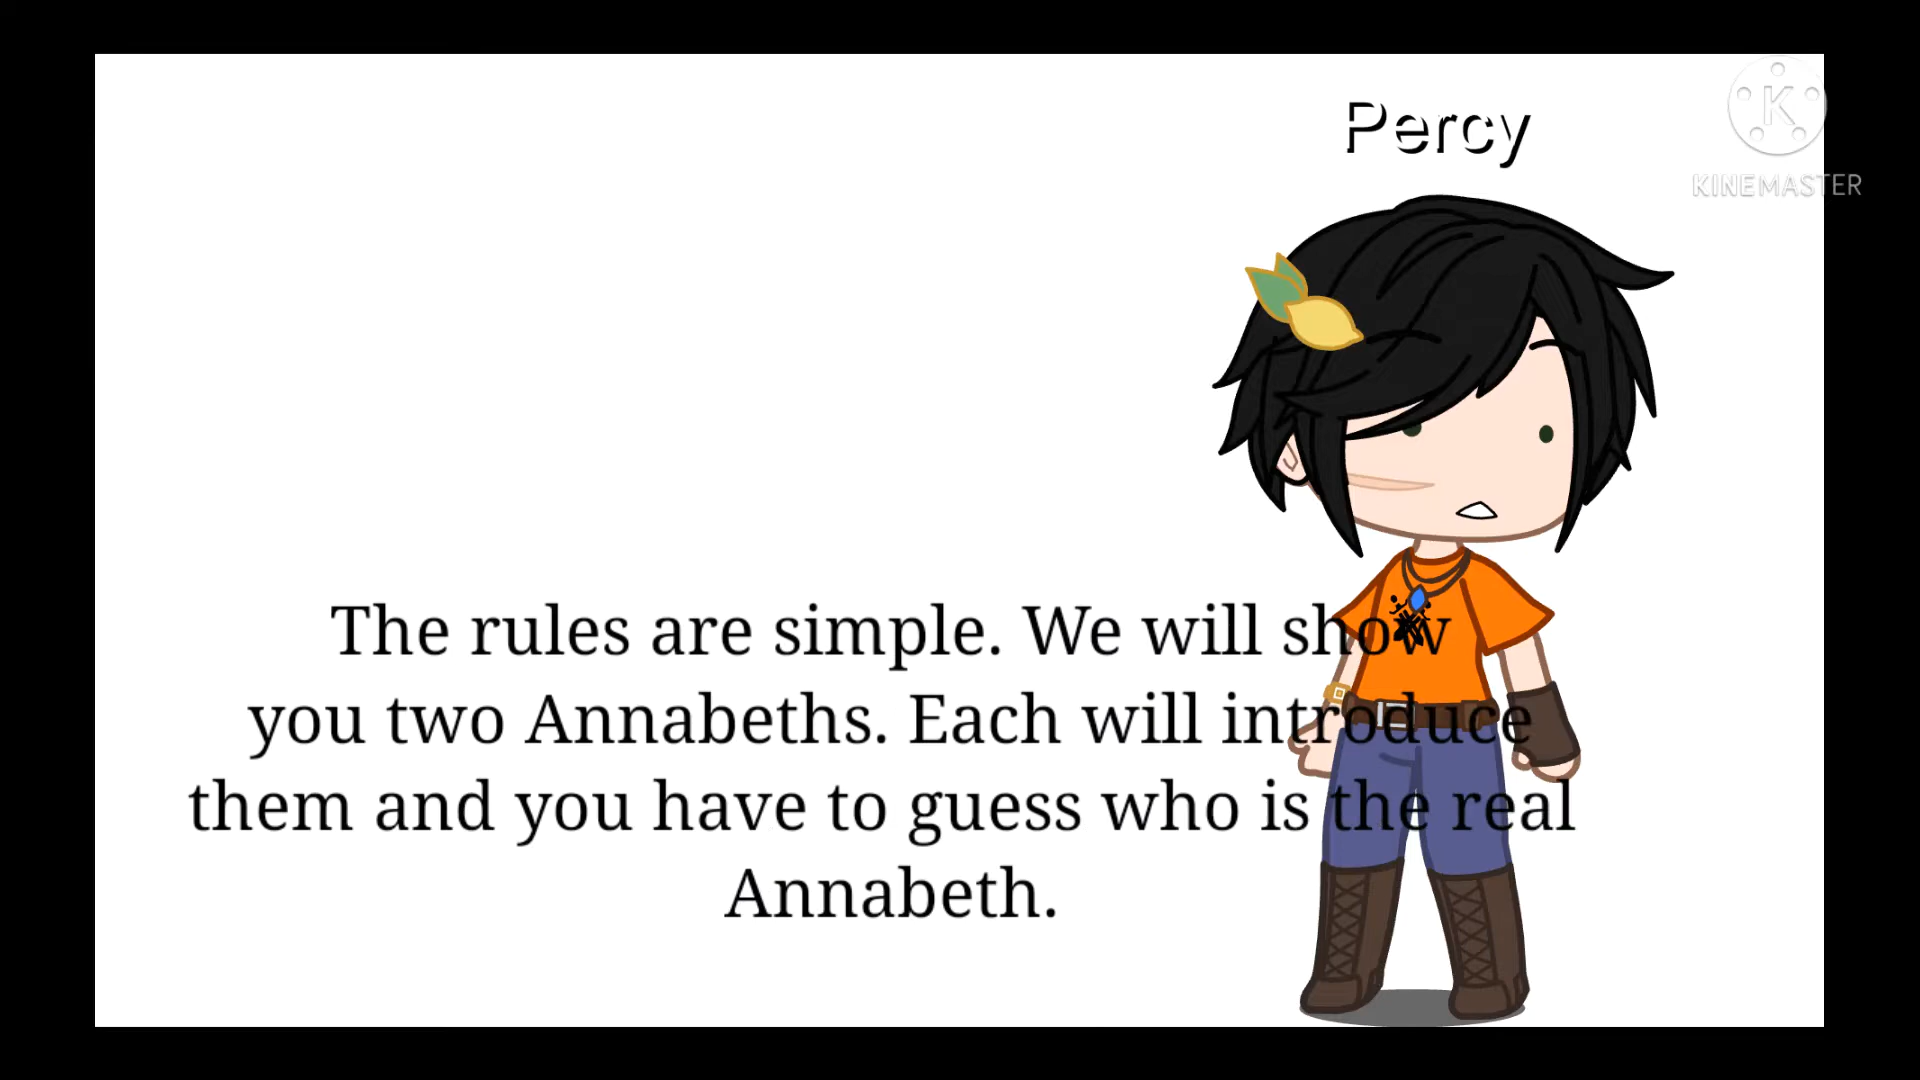 Percy
K
KINEMASTER
The rules are simple. We will show
you two Annabeths. Each will introduce
them and you have to guess who is the real
Annabeth.